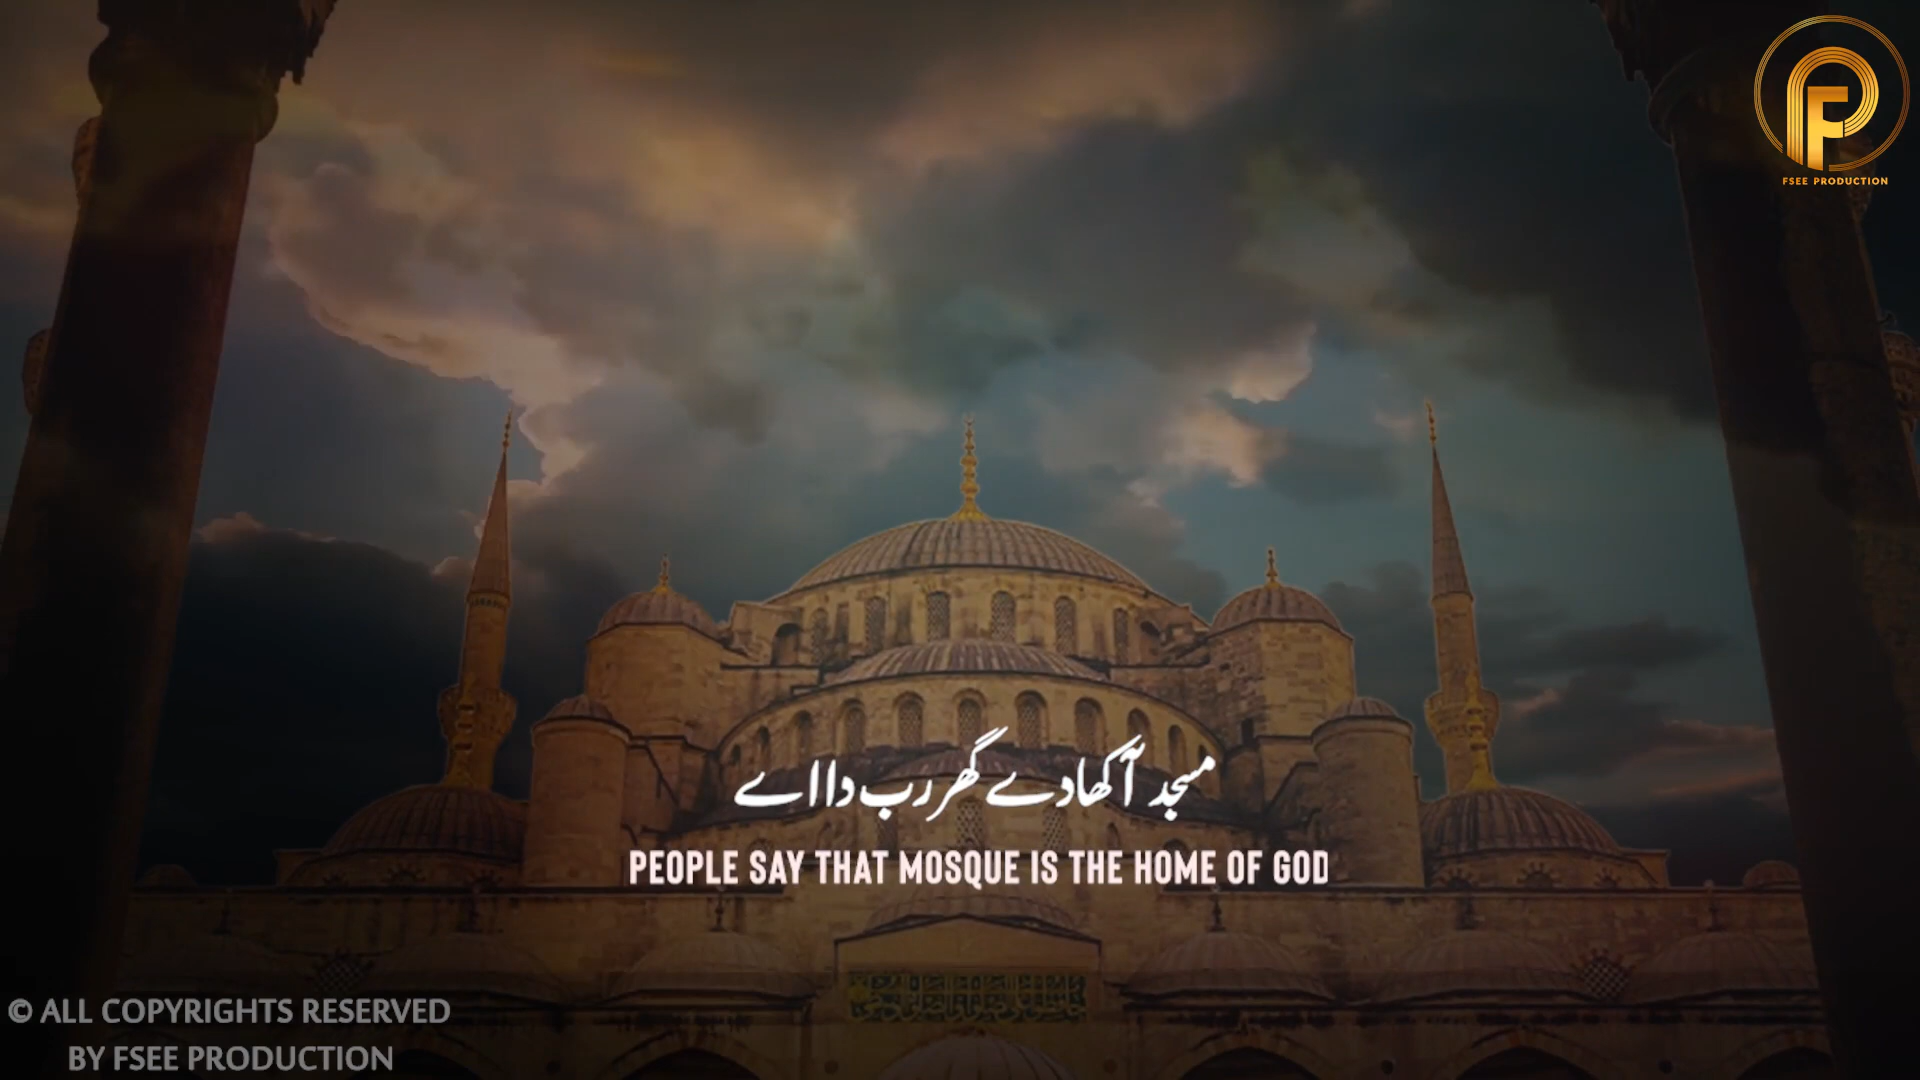 FSEE PRODUCTION
مسجد آکھادے گھر رب دا اے
PEOPLE SAY THAT MOSQUE IS THE HOME OF GOD
© ALL COPYRIGHTS RESERVED
BY FSEE PRODUCTION